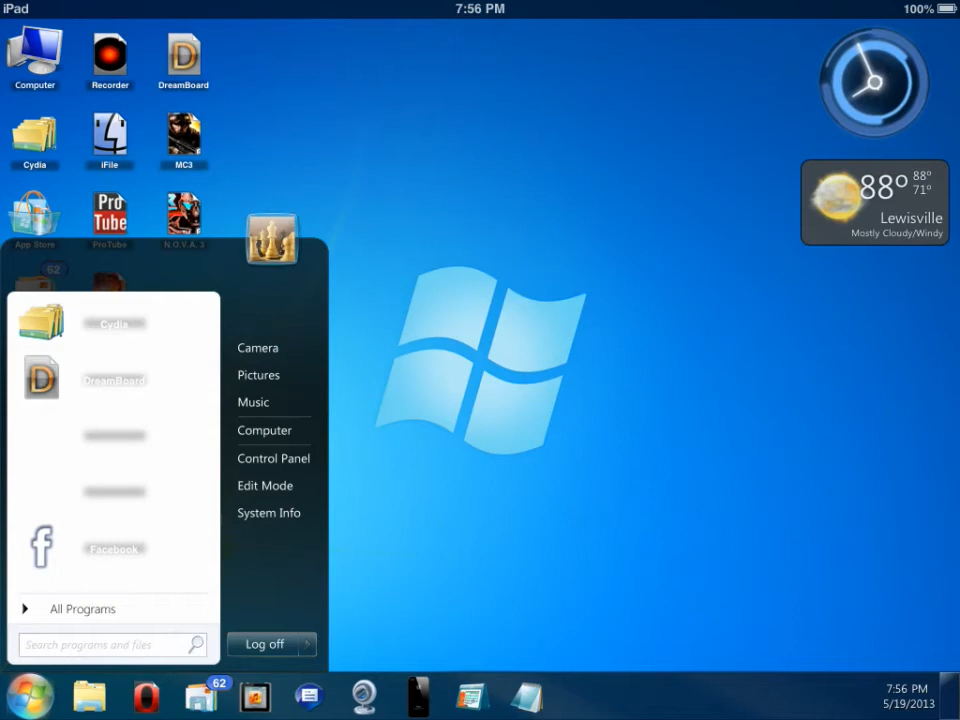 iPad
7:56 PM
100%
Computer
Recorder
DreamBoard
Cydia
iFile
MC3
Pro
Tube
App Store
ProTube
N.O.V.A. 3
62
88° 88°
71°
Lewisville
Mostly Cloudy/Windy
Cydia
DreamBoard
Facebook
All Programs
Search programs and files
Camera
Pictures
Music
Computer
Control Panel
Edit Mode
System Info
Log off
62
7:56 PM
5/19/2013